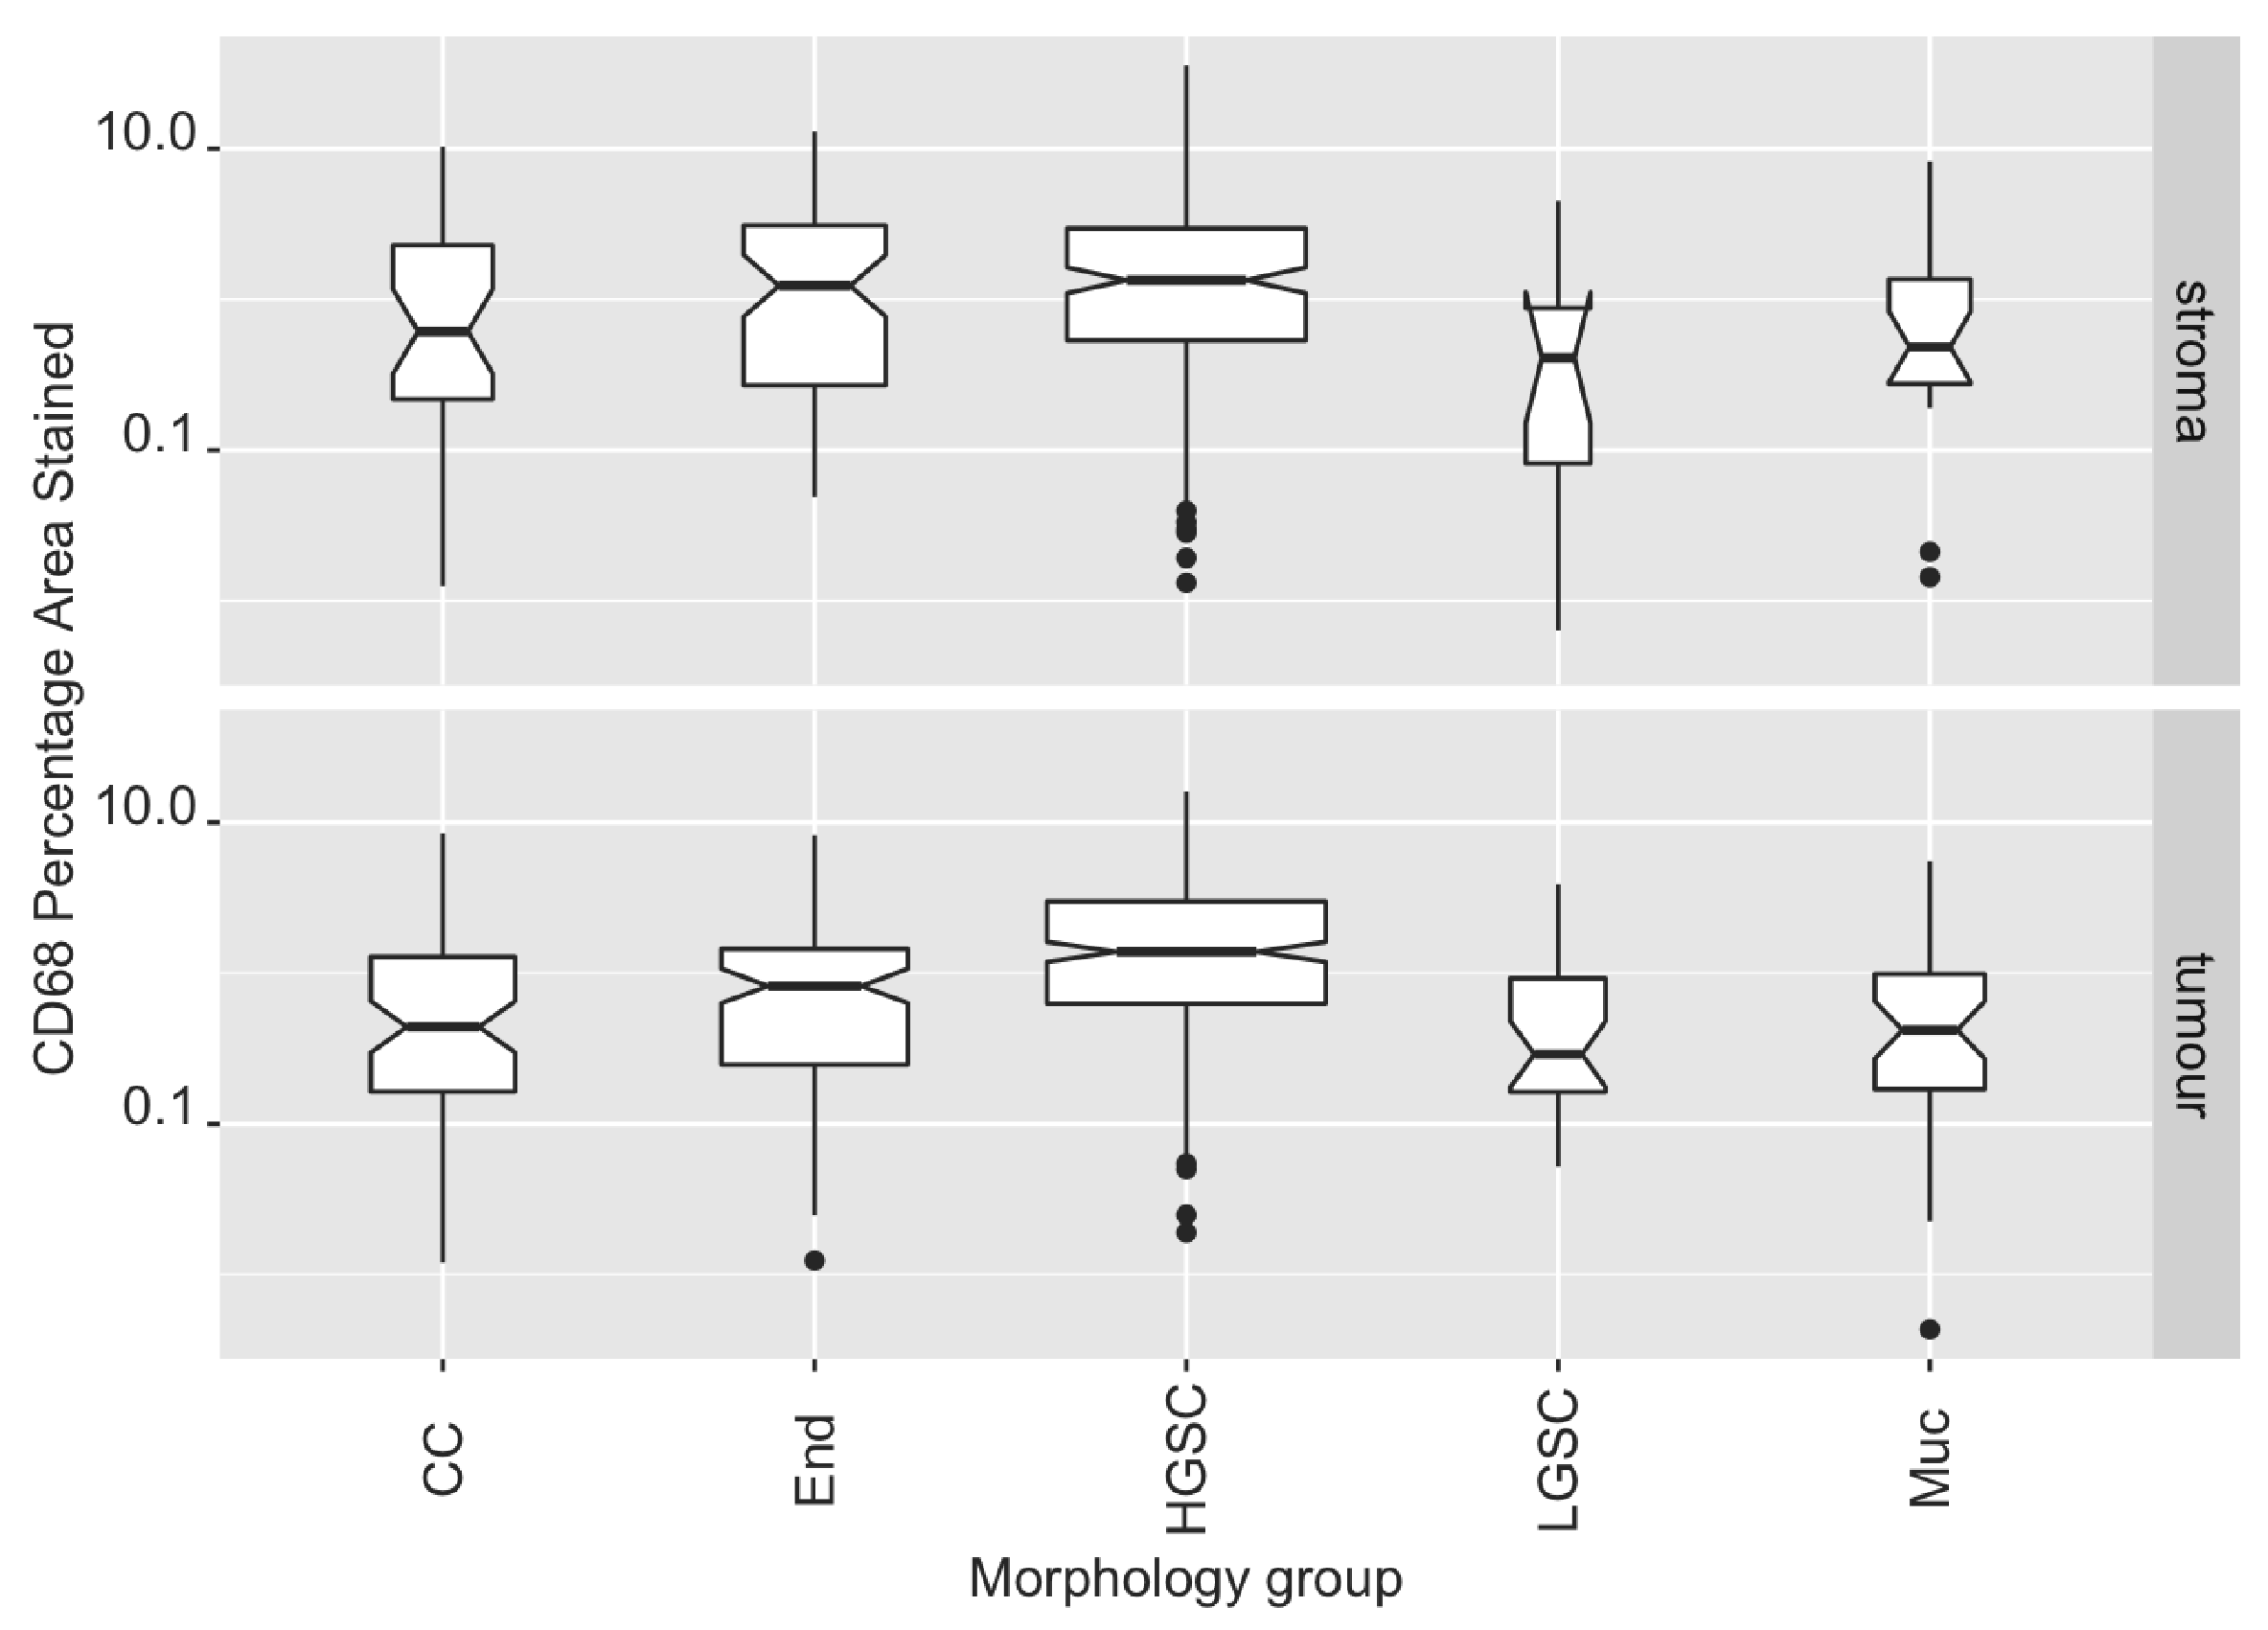 CD68 Percentage Area Stained
10.0
0.1
stroma
10.0
0.1
tumour
CC
End
HGSC
LGSC
Muc
Morphology group